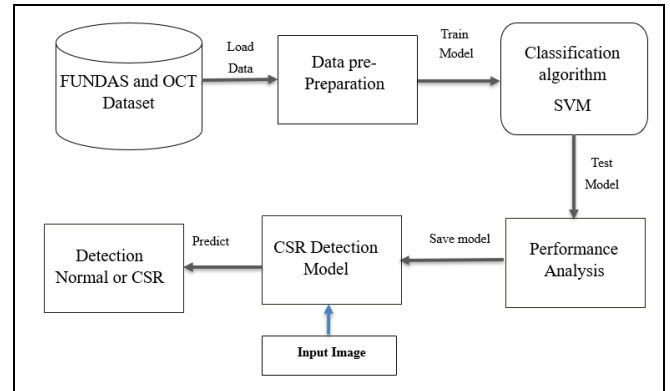 FUNDAS and OCT
Dataset
Load
Data
Data pre-
Preparation
Train
Model
Classification
algorithm
SVM
Test
Model
Performance
Analysis
Save model
CSR Detection
Model
Input Image
Predict
Detection
Normal or CSR